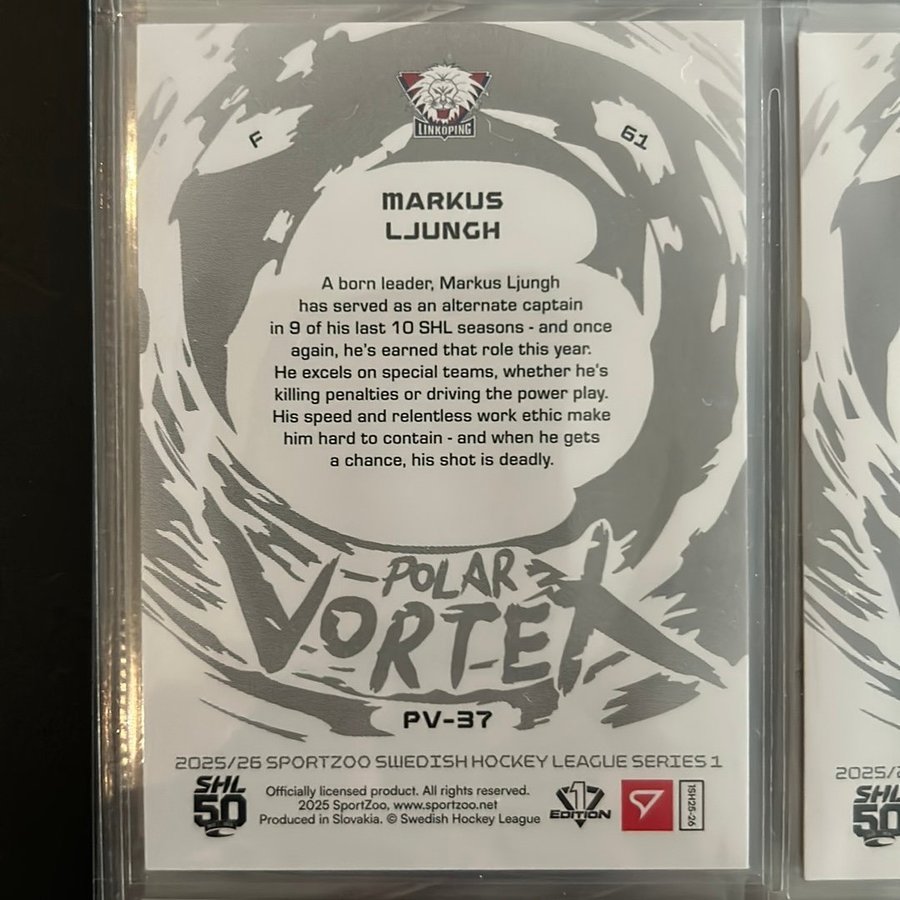 LINKÖPING
F
61
MARKUS
LJUNGH
A born leader, Markus Ljungh
has served as an alternate captain
in 9 of his last 10 SHL seasons - and once
again, he's earned that role this year.
He excels on special teams, whether he's
killing penalties or driving the power play.
His speed and relentless work ethic make
him hard to contain - and when he gets
a chance, his shot is deadly.
POLAR
VORTEX
PV-37
2025/26 SPORTZOO SWEDISH HOCKEY LEAGUE SERIES 1
SHL
50
Officially licensed product. All rights reserved.
2025 SportZoo, www.sportzoo.net
Produced in Slovakia. © Swedish Hockey League
17
EDITION
ISH25-26
2025/2
SHL
50